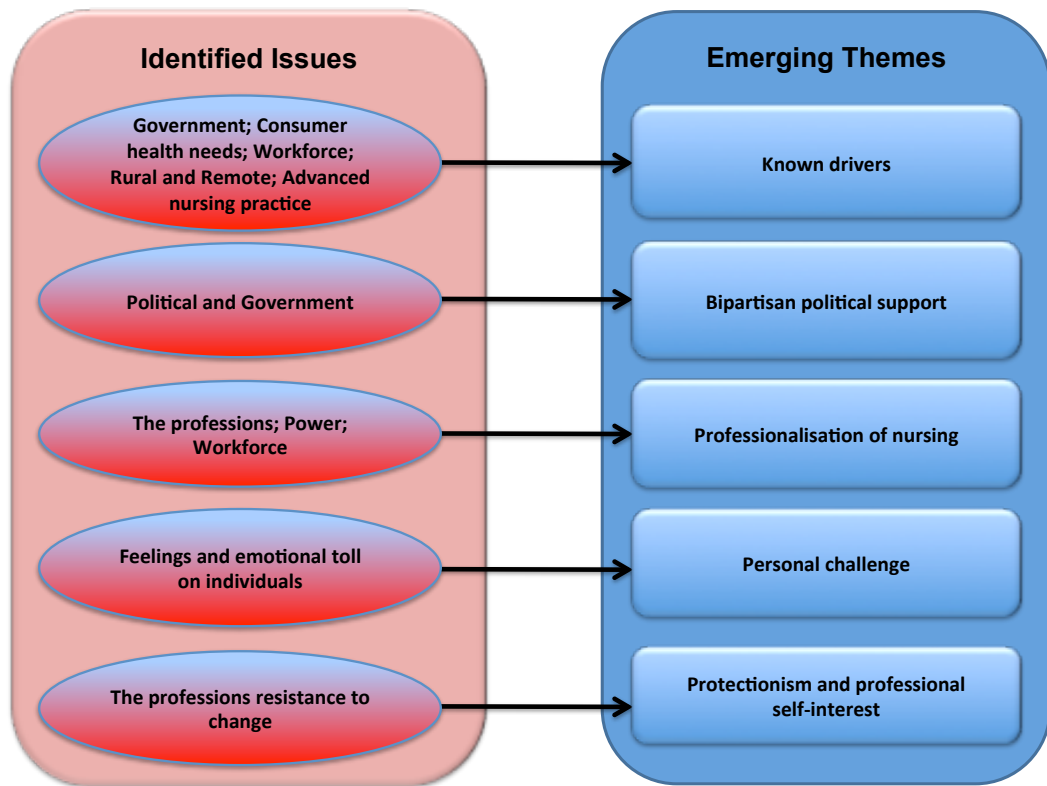 Identified Issues
Government; Consumer
health needs; Workforce;
Rural and Remote; Advanced
nursing practice
Political and Government
The professions; Power;
Workforce
Feelings and emotional toll
on individuals
The professions resistance to
change
Emerging Themes
Known drivers
Bipartisan political support
Professionalisation of nursing
Personal challenge
Protectionism and professional
self-interest